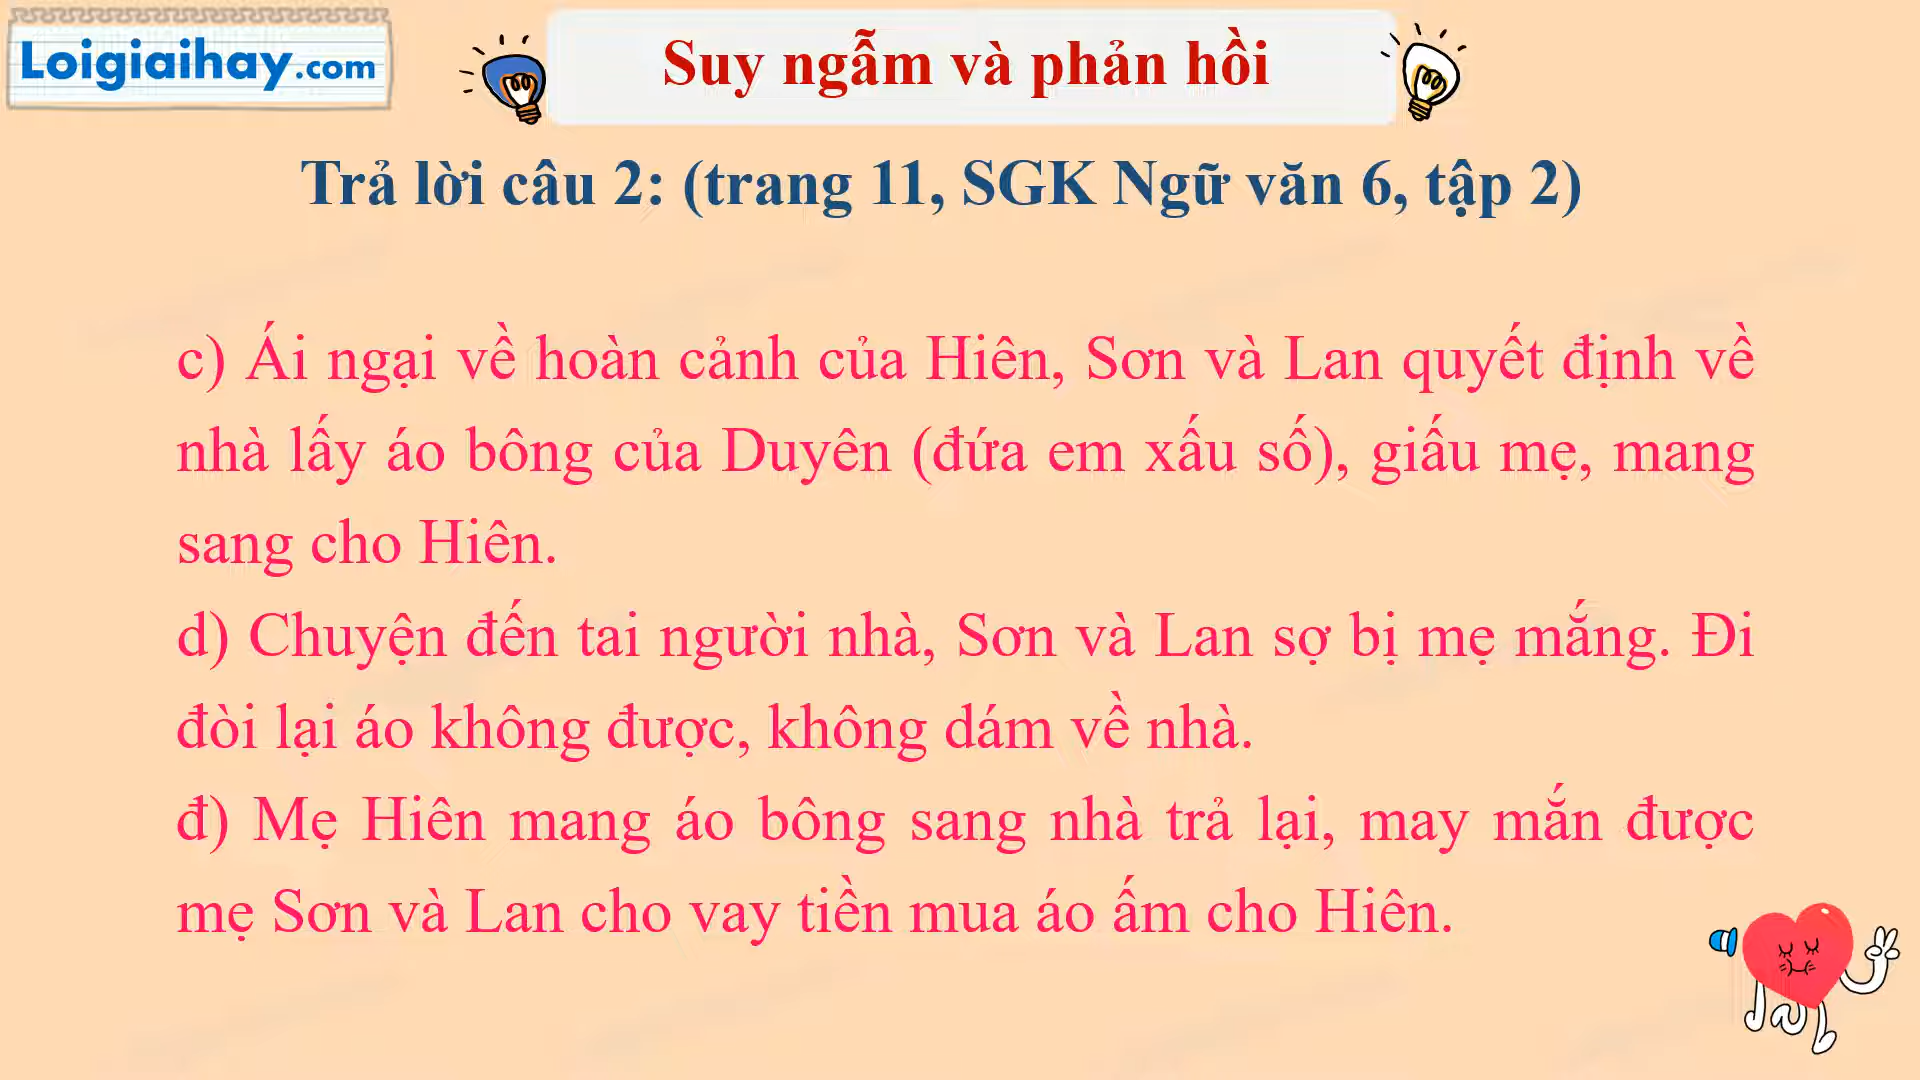 Loigiaihay.com
Suy ngẫm và phản hồi
Trả lời câu 2: (trang 11, SGK Ngữ văn 6, tập 2)
c) Ái ngại về hoàn cảnh của Hiên, Sơn và Lan quyết định về
nhà lấy áo bông của Duyên (đứa em xấu số), giấu mẹ, mang
sang cho Hiên.
d) Chuyện đến tai người nhà, Sơn và Lan sợ bị mẹ mắng. Đi
đòi lại áo không được, không dám về nhà.
đ) Mẹ Hiên mang áo bông sang nhà trả lại, may mắn được
mẹ Sơn và Lan cho vay tiền mua áo ấm cho Hiên.